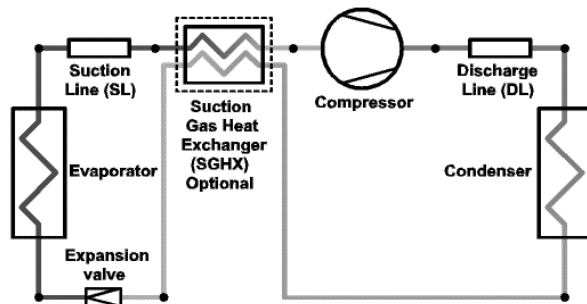 Suction
Line (SL)
Suction
Gas Heat
Exchanger
(SGHX)
Optional
Compressor
Discharge
Line (DL)
Evaporator
Condenser
Expansion
valve